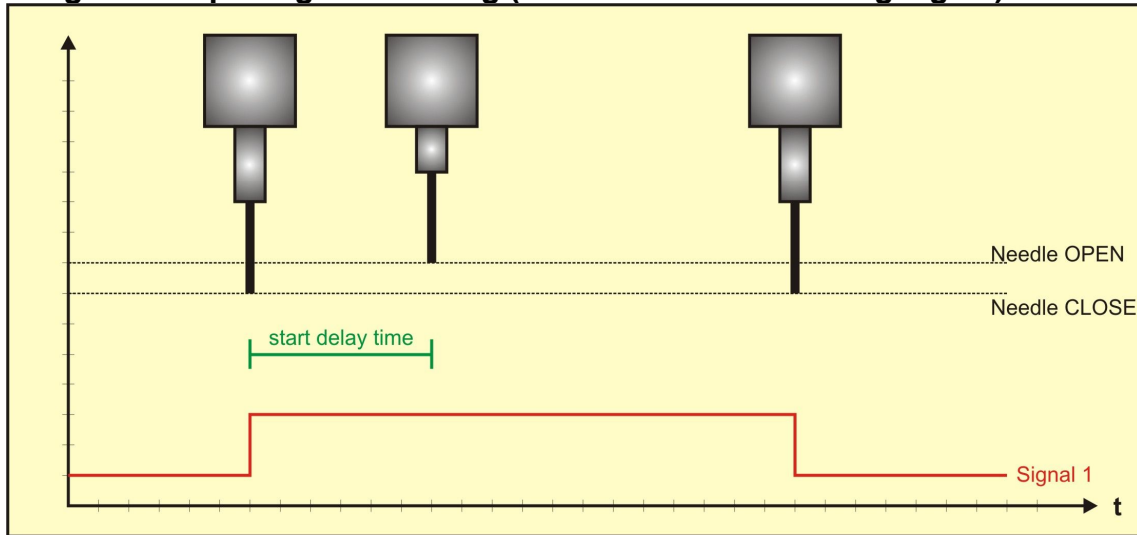 Needle OPEN
Needle CLOSE
start delay time
Signal 1
t